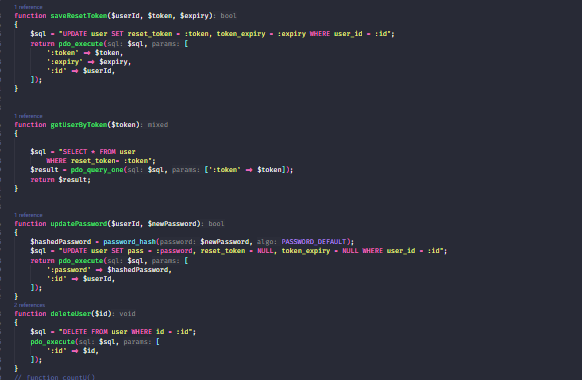 1 reference
function saveResetToken($userId, $token, $expiry): bool
{
    $sql = "UPDATE user SET reset_token = :token, token_expiry = :expiry WHERE user_id = :id";
    return pdo_execute(sql: $sql, params: [
        ':token' => $token,
        ':expiry' => $expiry,
        ':id' => $userId,
    ]);
}
1 reference
function getUserByToken($token): mixed
{
    $sql = "SELECT * FROM user
        WHERE reset_token= :token";
    $result = pdo_query_one(sql: $sql, params: [':token' => $token]);
    return $result;
}
1 reference
function updatePassword($userId, $newPassword): bool
{
    $hashedPassword = password_hash(password: $newPassword, algo: PASSWORD_DEFAULT);
    $sql = "UPDATE user SET pass = :password, reset_token = NULL, token_expiry = NULL WHERE user_id = :id";
    return pdo_execute(sql: $sql, params: [
        ':password' => $hashedPassword,
        ':id' => $userId,
    ]);
}
2 references
function deleteUser($id): void
{
    $sql = "DELETE FROM user WHERE id = :id";
    pdo_execute(sql: $sql, params: [
        ':id' => $id,
    ]);
}
// function countU()